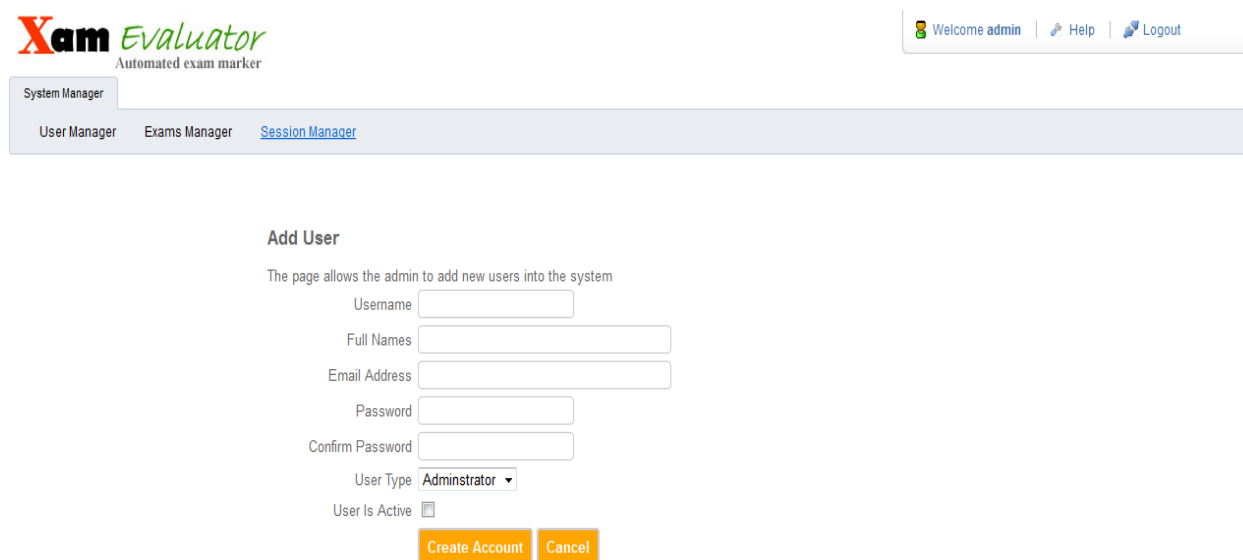 Xam Evaluator
Automated exam marker
Welcome admin Help Logout
System Manager
User Manager Exams Manager Session Manager
Add User
The page allows the admin to add new users into the system
Username
Full Names
Email Address
Password
Confirm Password
User Type Adminstrator
User Is Active
Create Account Cancel